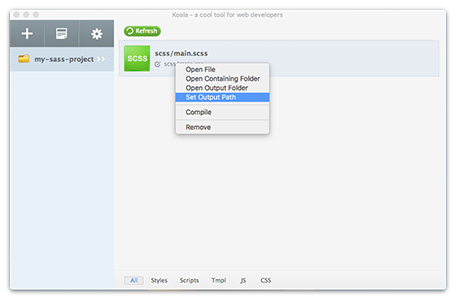 Koala - a cool tool for web developers
Refresh
my-sass-project >>
SCSS
scss/main.scss
Open File
Open Containing Folder
Open Output Folder
Set Output Path
Compile
Remove
All Styles Scripts Tmpl JS CSS